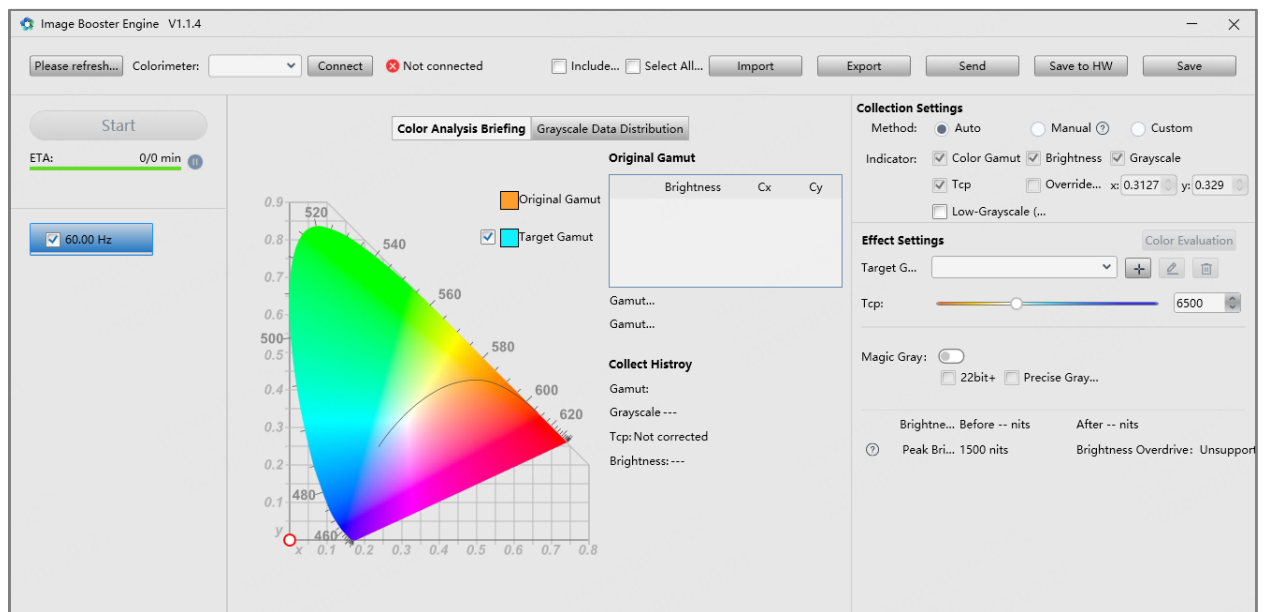 Image Booster Engine V1.1.4
Please refresh... Colorimeter: Connect Not connected Include... Select All... Import Export Send Save to HW Save
Start
ETA: 0/0 min
60.00 Hz
Color Analysis Briefing Grayscale Data Distribution
Original Gamut
Target Gamut
0.9
0.8
0.7
0.6
0.5
0.4
0.3
0.2
0.1
y
x 0.1 0.2 0.3 0.4 0.5 0.6 0.7 0.8
520
540
560
580
600
620
500
480
460
Original Gamut
Brightness Cx Cy
Gamut...
Gamut...
Collect Histroy
Gamut:
Grayscale ---
Tcp: Not corrected
Brightness: ---
Collection Settings
Method: Auto Manual ? Custom
Indicator: Color Gamut Brightness Grayscale
Tcp Override... x: 0.3127 y: 0.329
Low-Grayscale (...
Effect Settings Color Evaluation
Target G...
Tcp: 6500
Magic Gray:
22bit+ Precise Gray...
Brightne... Before -- nits After -- nits
? Peak Bri... 1500 nits Brightness Overdrive: Unsupport